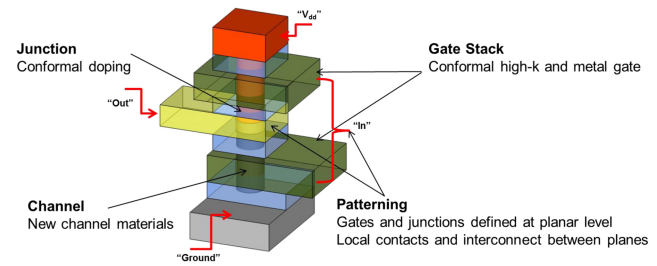 “Vdd”
Junction
Conformal doping
Gate Stack
Conformal high-k and metal gate
“Out”
“In”
Channel
New channel materials
Patterning
Gates and junctions defined at planar level
Local contacts and interconnect between planes
“Ground”